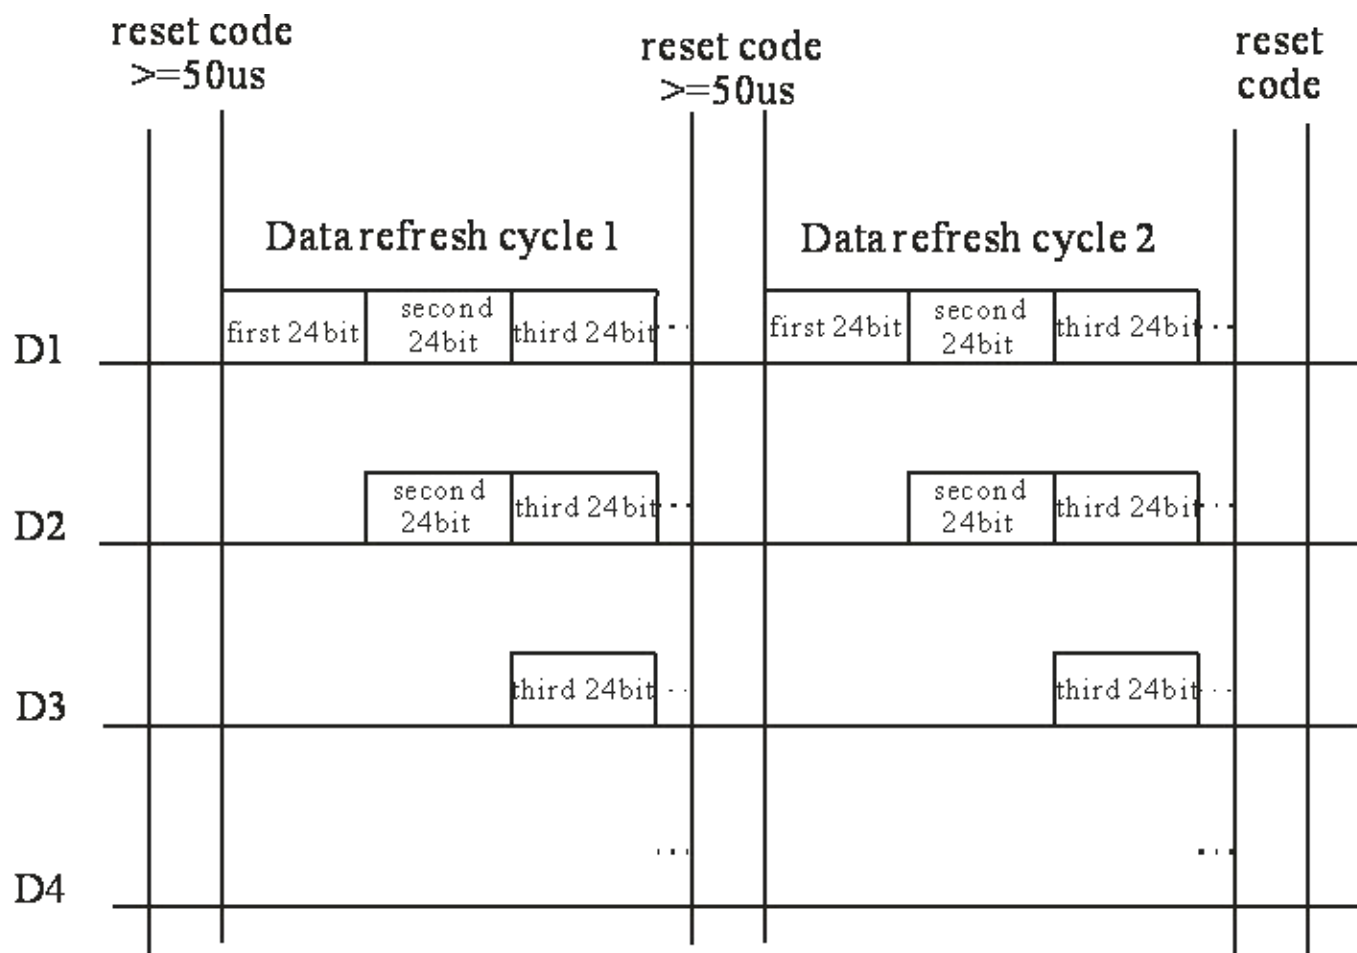 reset code
>=50us
reset code
>=50us
reset
code
Data refresh cycle 1
Data refresh cycle 2
D1
first 24bit
second
24bit
third 24bit
...
first 24bit
second
24bit
third 24bit
...
D2
second
24bit
third 24bit
...
second
24bit
third 24bit
...
D3
third 24bit
...
third 24bit
...
D4
...
...